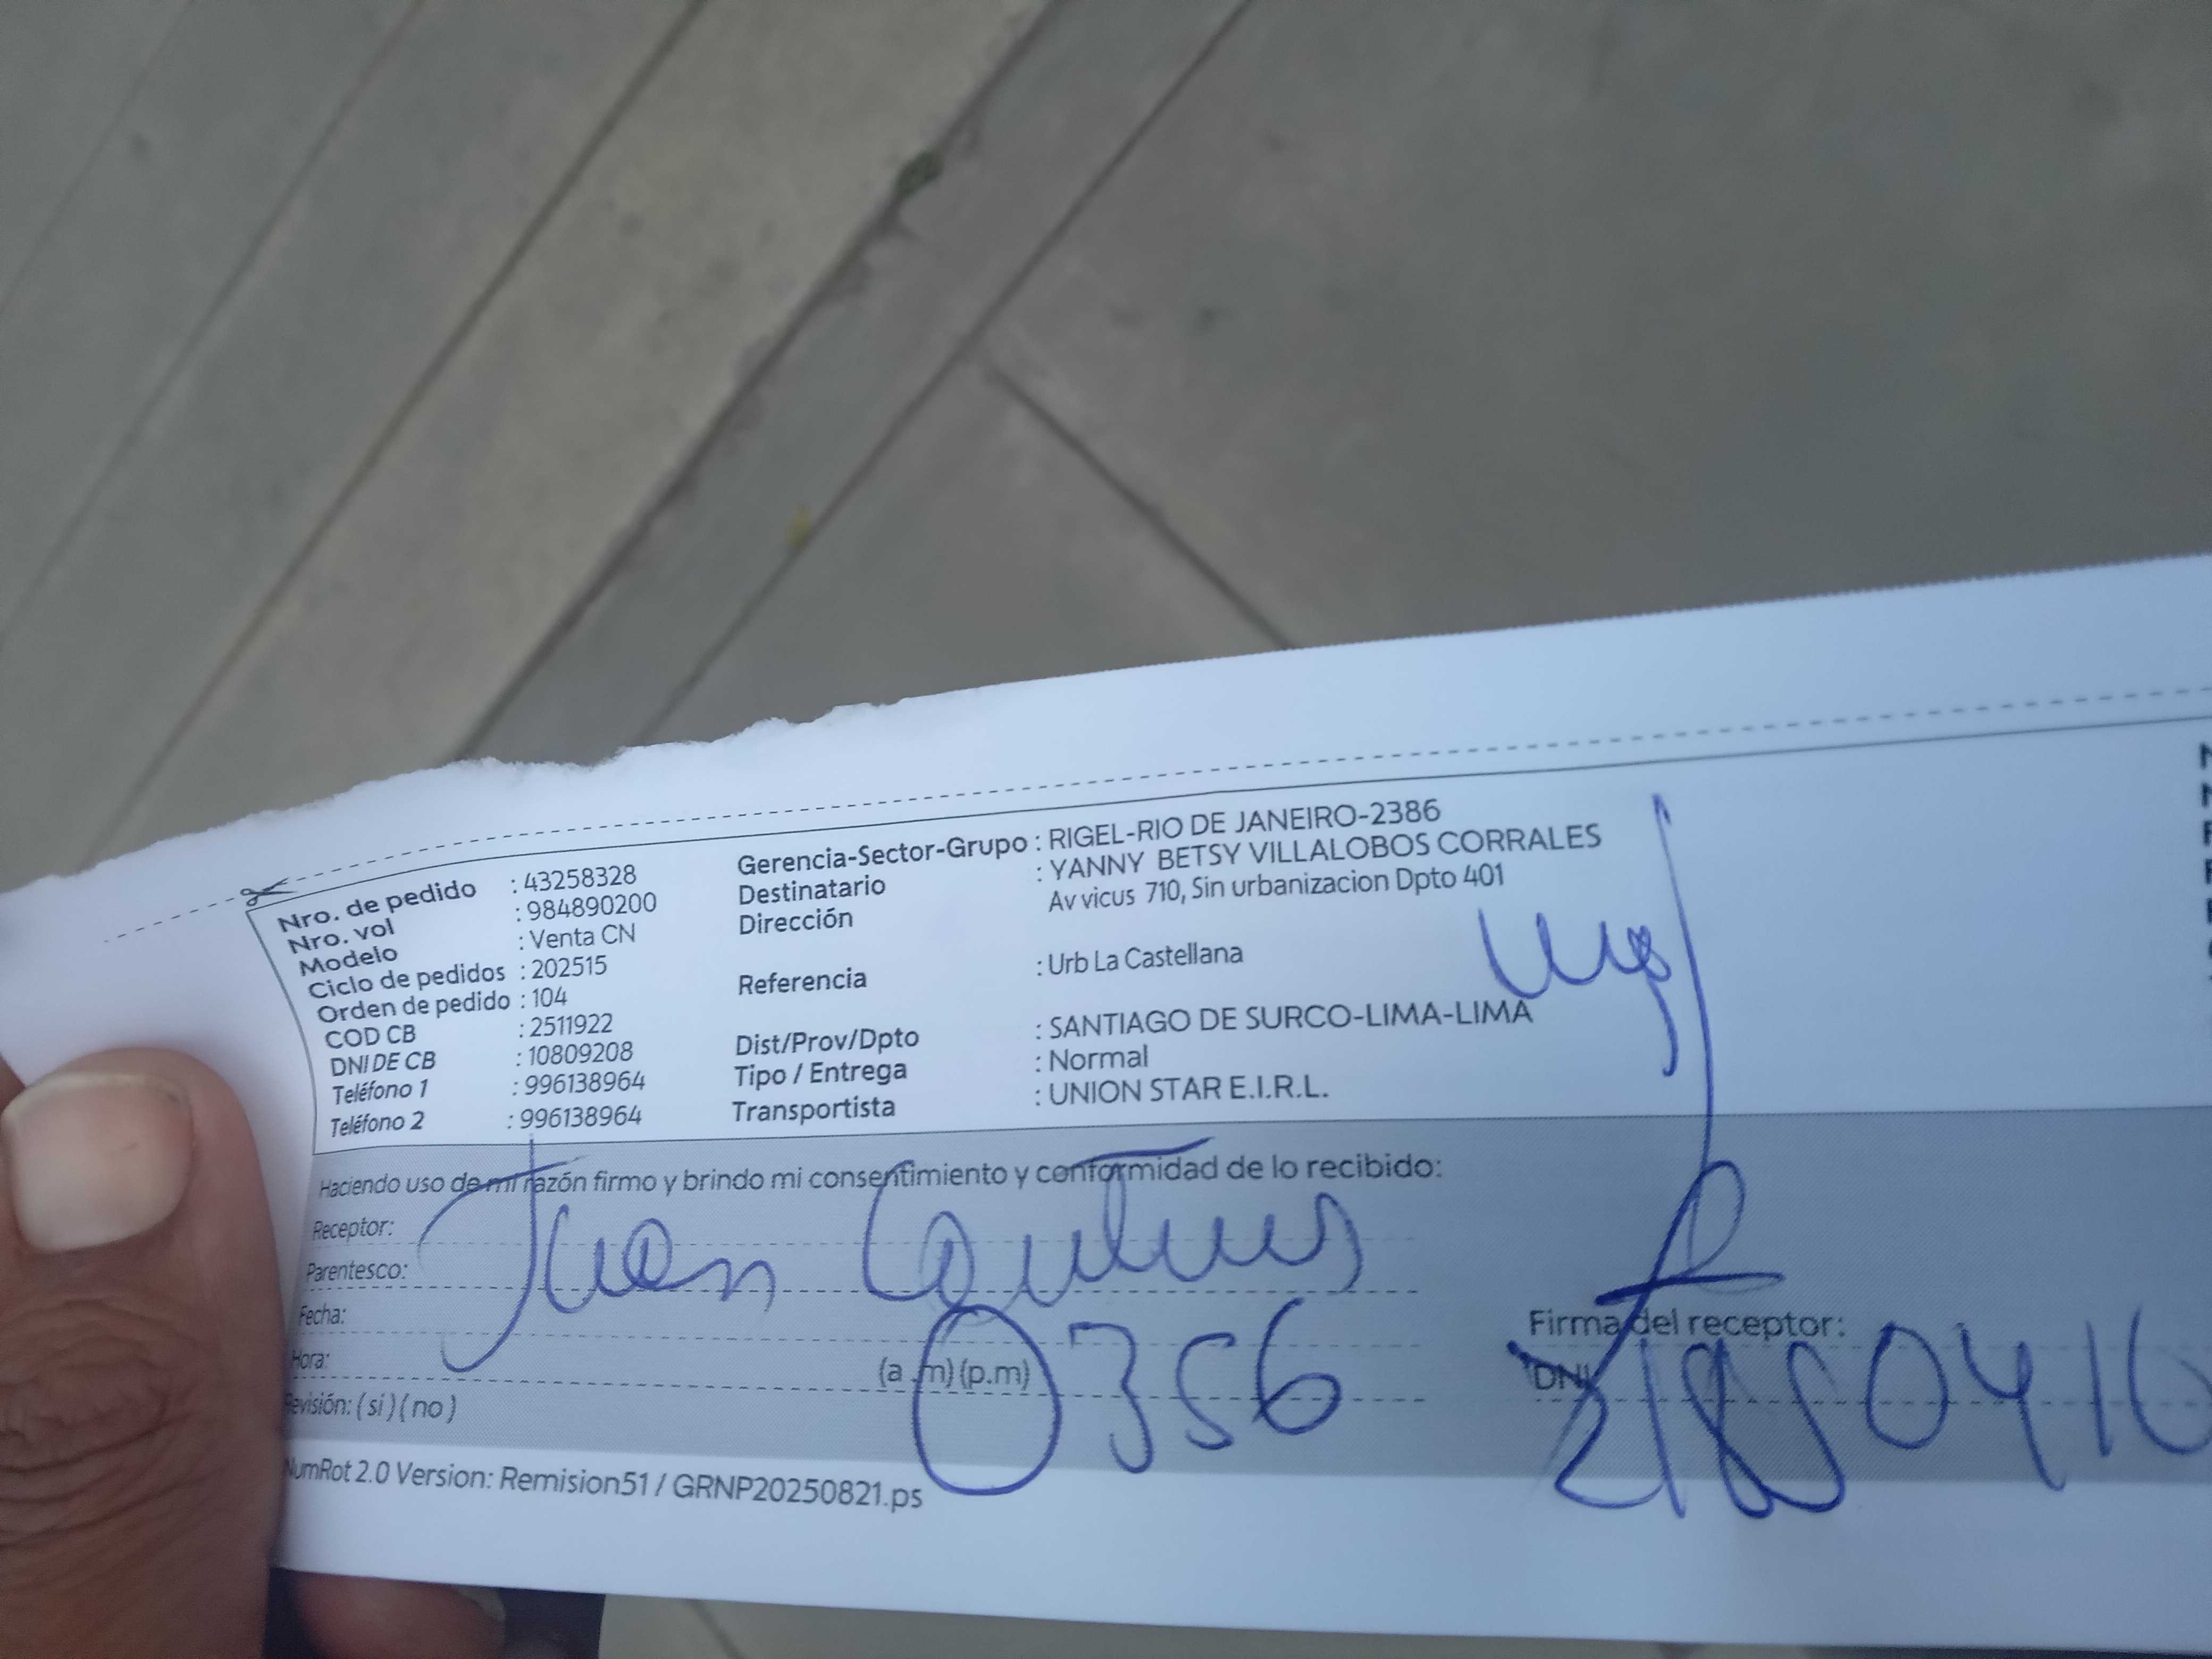 Nro. de pedido : 43258328
Nro. vol : 984890200
Modelo : Venta CN
Ciclo de pedidos : 202515
Orden de pedido : 104
COD CB : 2511922
DNI DE CB : 10809208
Teléfono 1 : 996138964
Teléfono 2 : 996138964
Gerencia-Sector-Grupo : RIGEL-RIO DE JANEIRO-2386
Destinatario : YANNY BETSY VILLALOBOS CORRALES
Dirección Av vicus 710, Sin urbanizacion Dpto 401
Referencia : Urb La Castellana
Dist/Prov/Dpto : SANTIAGO DE SURCO-LIMA-LIMA
Tipo / Entrega : Normal
Transportista : UNION STAR E.I.R.L.
Haciendo uso de mi razón firmo y brindo mi consentimiento y conformidad de lo recibido:
Receptor: Juan
Parentesco:
Fecha:
0356
Hora: (a .m) (p.m)
Revisión: (si) (no)
Firma del receptor:
DNI
NumRot 2.0 Version: Remision51 / GRNP20250821.ps